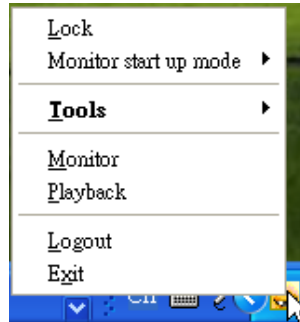 Lock
Monitor start up mode
Tools
Monitor
Playback
Logout
Exit